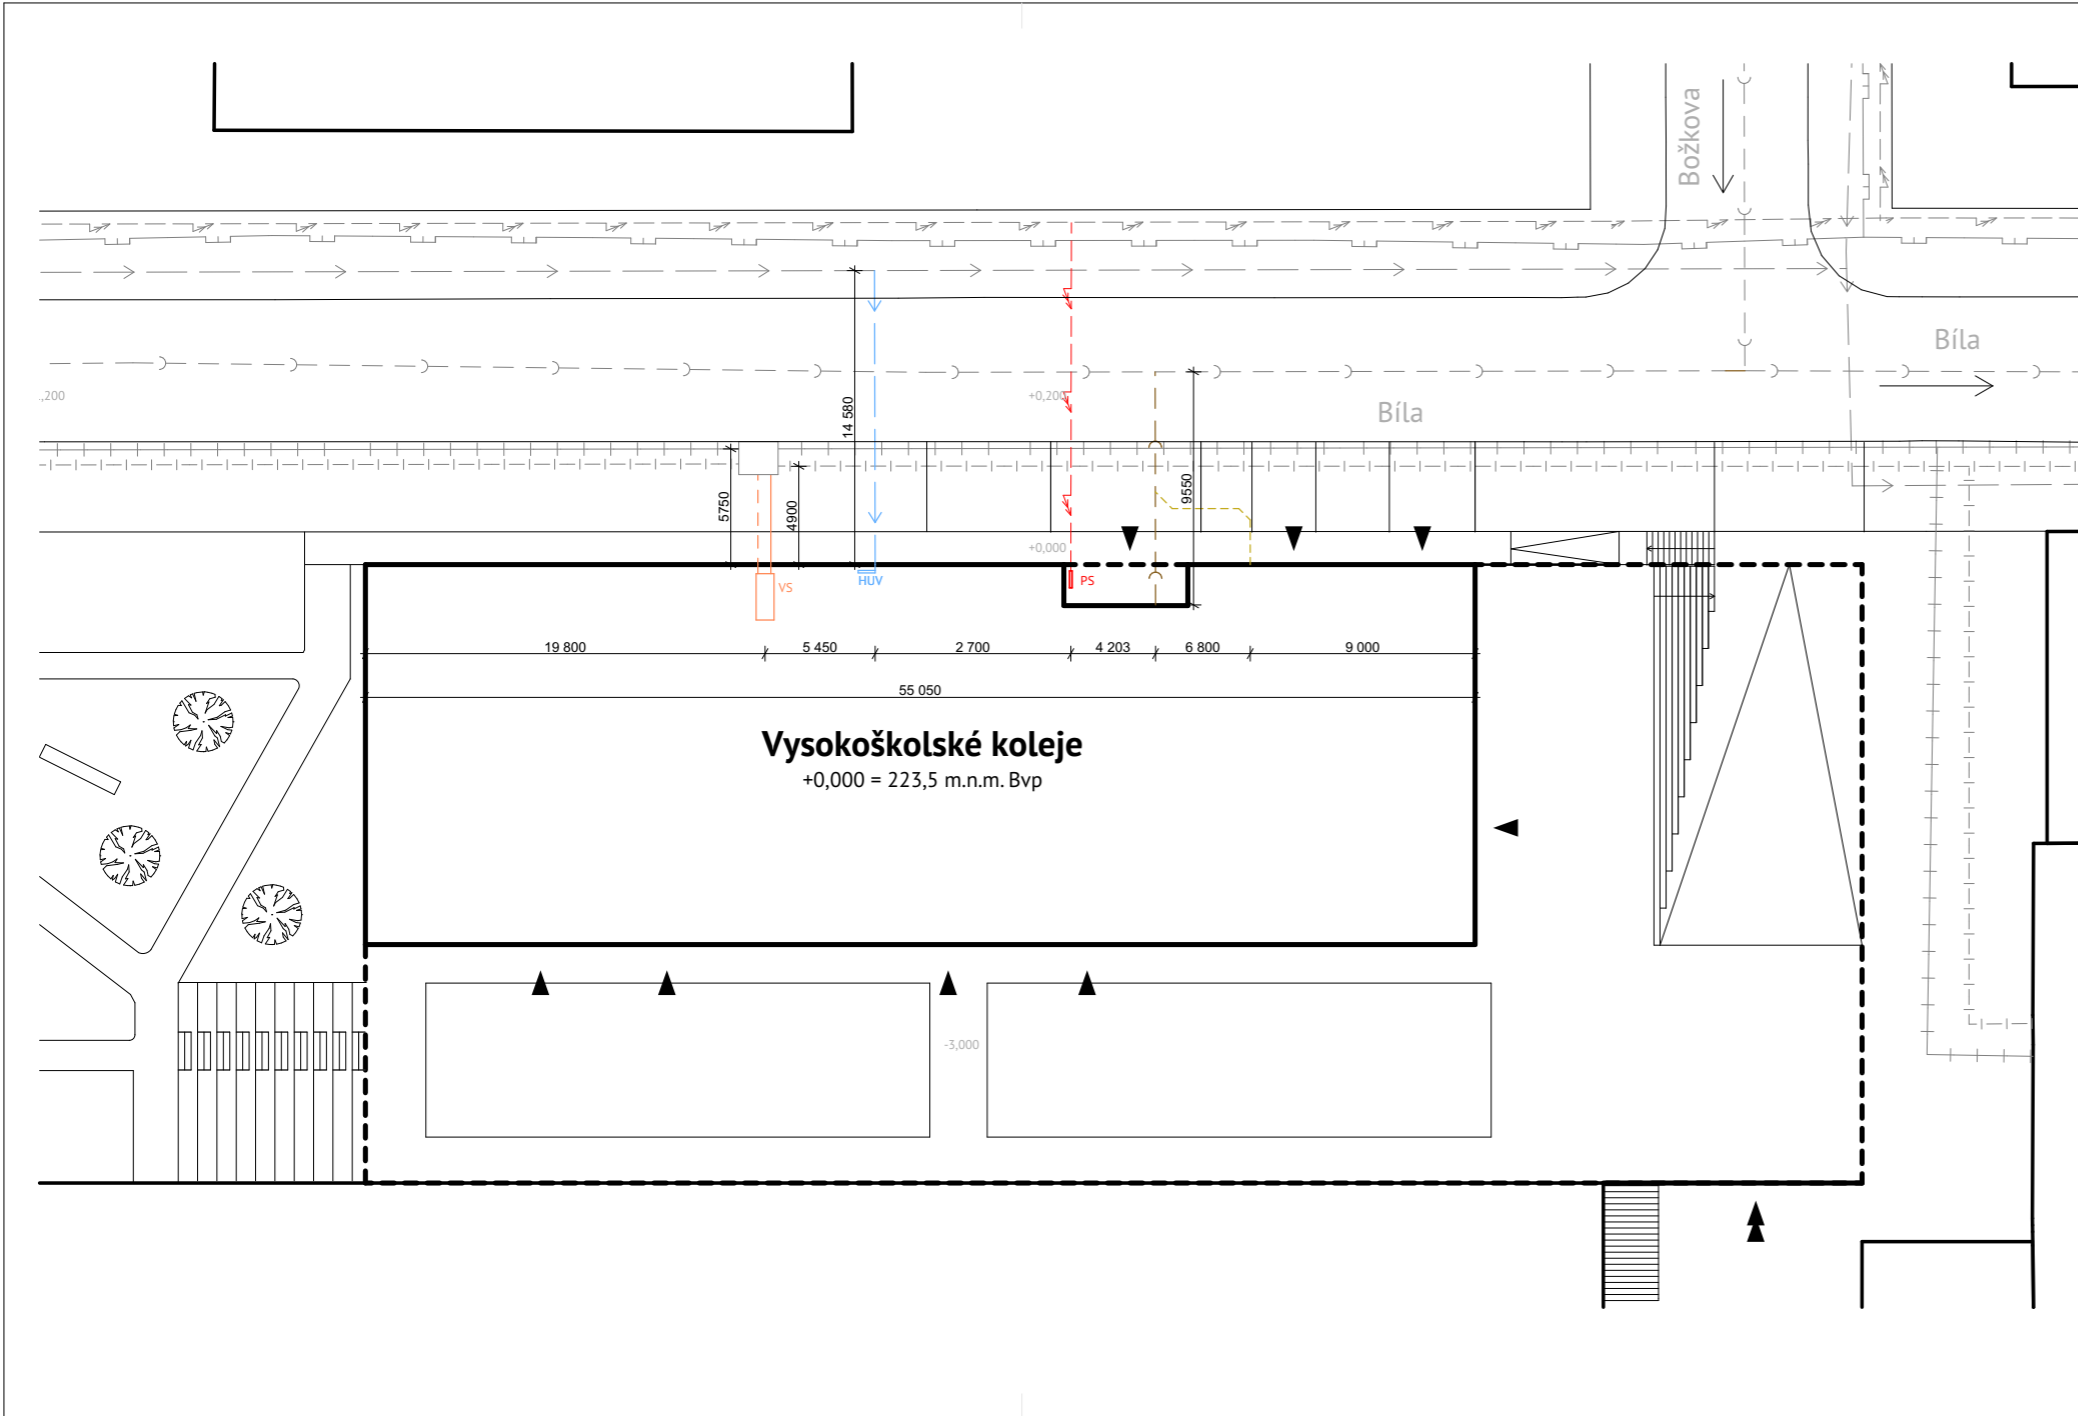 Božkova
Bíla
,200
+0,200
Bíla
14 580
5750
4900
9550
+0,000
VS
HUV
PS
19 800
5 450
2 700
4 203
6 800
9 000
55 050
Vysokoškolské koleje
+0,000 = 223,5 m.n.m. Bvp
-3,000